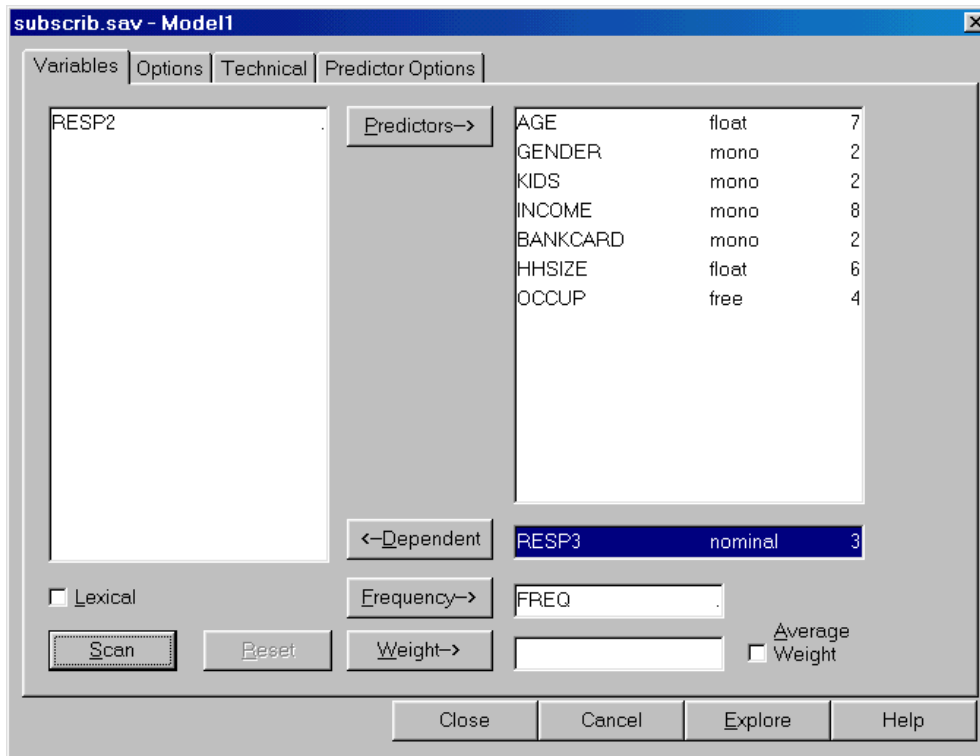 subscrib.sav - Model1
Variables Options Technical Predictor Options
RESP2 .
Predictors->
AGE float 7
GENDER mono 2
KIDS mono 2
INCOME mono 8
BANKCARD mono 2
HHSIZE float 6
OCCUP free 4
<-Dependent
RESP3 nominal 3
Lexical
Frequency->
FREQ .
Scan
Reset
Weight->
Average
Weight
Close Cancel Explore Help